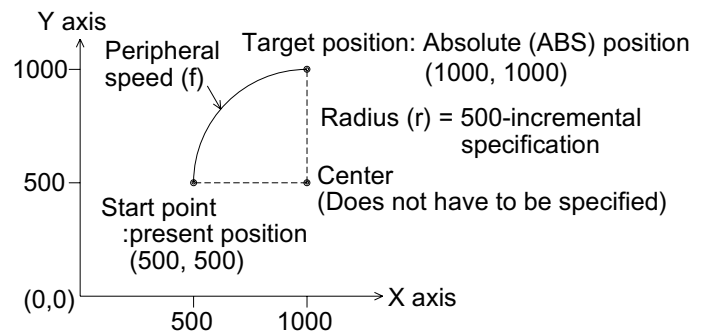 Y axis
Peripheral
speed (f)
Target position: Absolute (ABS) position
(1000, 1000)
1000
Radius (r) = 500-incremental
specification
500
Center
(Does not have to be specified)
Start point
:present position
(500, 500)
(0,0)
X axis
500
1000